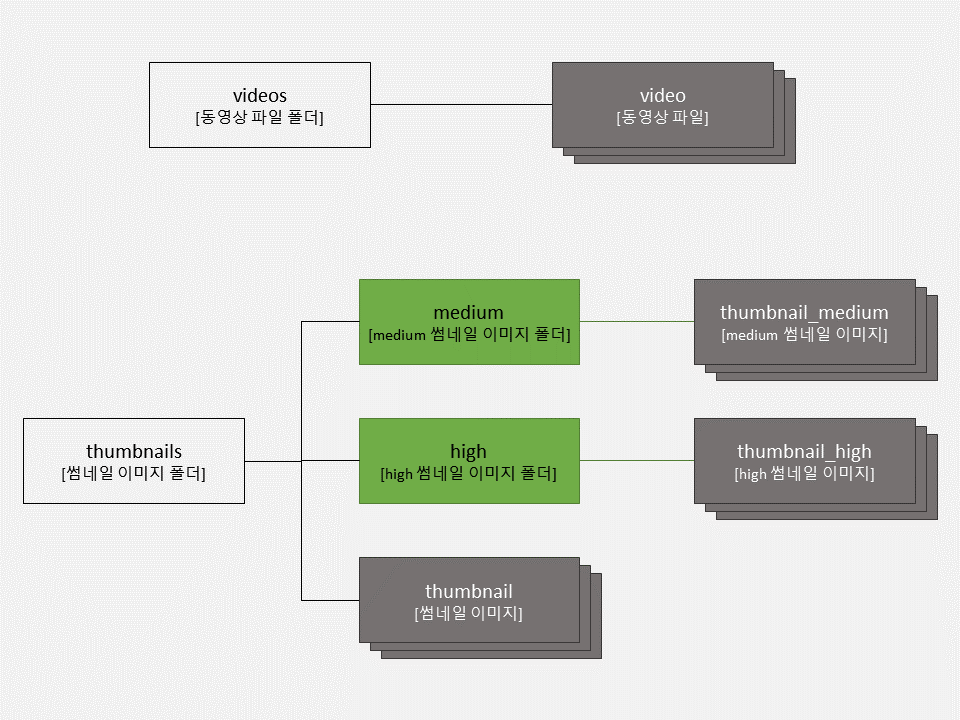 videos
[동영상 파일 폴더]
video
[동영상 파일]
medium
[medium 썸네일 이미지 폴더]
thumbnail_medium
[medium 썸네일 이미지]
thumbnails
[썸네일 이미지 폴더]
high
[high 썸네일 이미지 폴더]
thumbnail_high
[high 썸네일 이미지]
thumbnail
[썸네일 이미지]